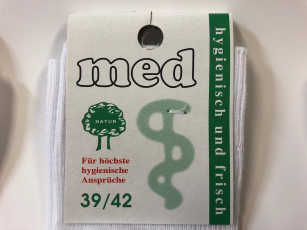 med
hygienisch und frisch
NATUR
Für höchste
hygienische
Ansprüche
39/42